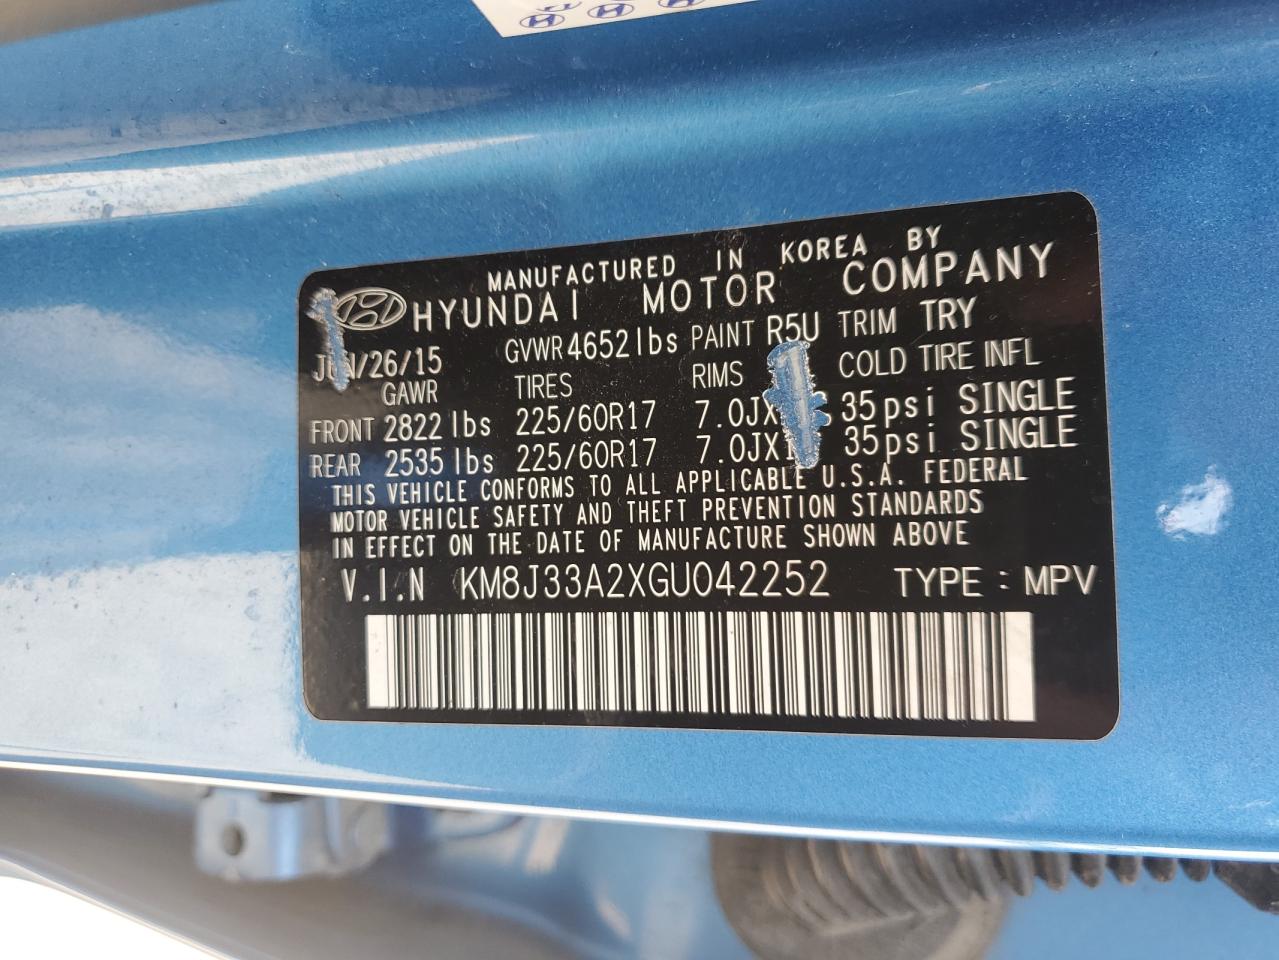 MANUFACTURED IN KOREA BY
HYUNDAI MOTOR COMPANY
JUN/26/15 GVWR 4652 lbs PAINT R5U TRIM TRY
GAWR TIRES RIMS COLD TIRE INFL
FRONT 2822 lbs 225/60R17 35psi SINGLE
REAR 2535 lbs 225/60R17 35psi SINGLE
THIS VEHICLE CONFORMS TO ALL APPLICABLE U.S.A. FEDERAL
MOTOR VEHICLE SAFETY AND THEFT PREVENTION STANDARDS
IN EFFECT ON THE DATE OF MANUFACTURE SHOWN ABOVE
V.I.N KM8J33A2XGU042252 TYPE : MPV